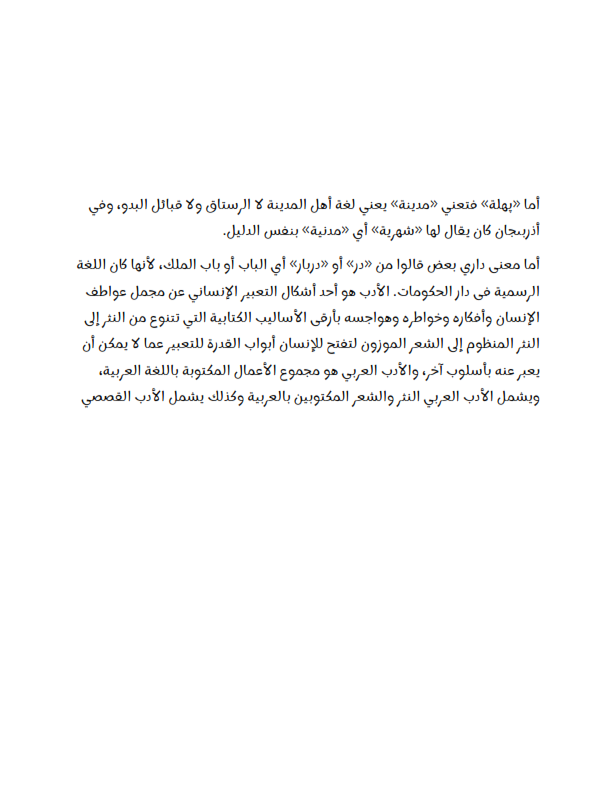 أما «پهلة» فتعني «مدينة» يعني لغة أهل المدينة لا الرستاق ولا قبائل البدو، وفي
أذربيجان كان يقال لها «شهرية» أي «مدنية» بنفس الدليل.
أما معنى داري بعض قالوا من «در» أو «دربار» أي الباب أو باب الملك، لأنها كان اللغة
الرسمية فى دار الحكومات. الأدب هو أحد أشكال التعبير الإنساني عن مجمل عواطف
الإنسان وأفكاره وخواطره وهواجسه بأرقى الأساليب الكتابية التي تتنوع من النثر إلى
النثر المنظوم إلى الشعر الموزون لتفتح للإنسان أبواب القدرة للتعبير عما لا يمكن أن
يعبر عنه بأسلوب آخر، والأدب العربي هو مجموع الأعمال المكتوبة باللغة العربية،
ويشمل الأدب العربي النثر والشعر المكتوبين بالعربية وكذلك يشمل الأدب القصصي